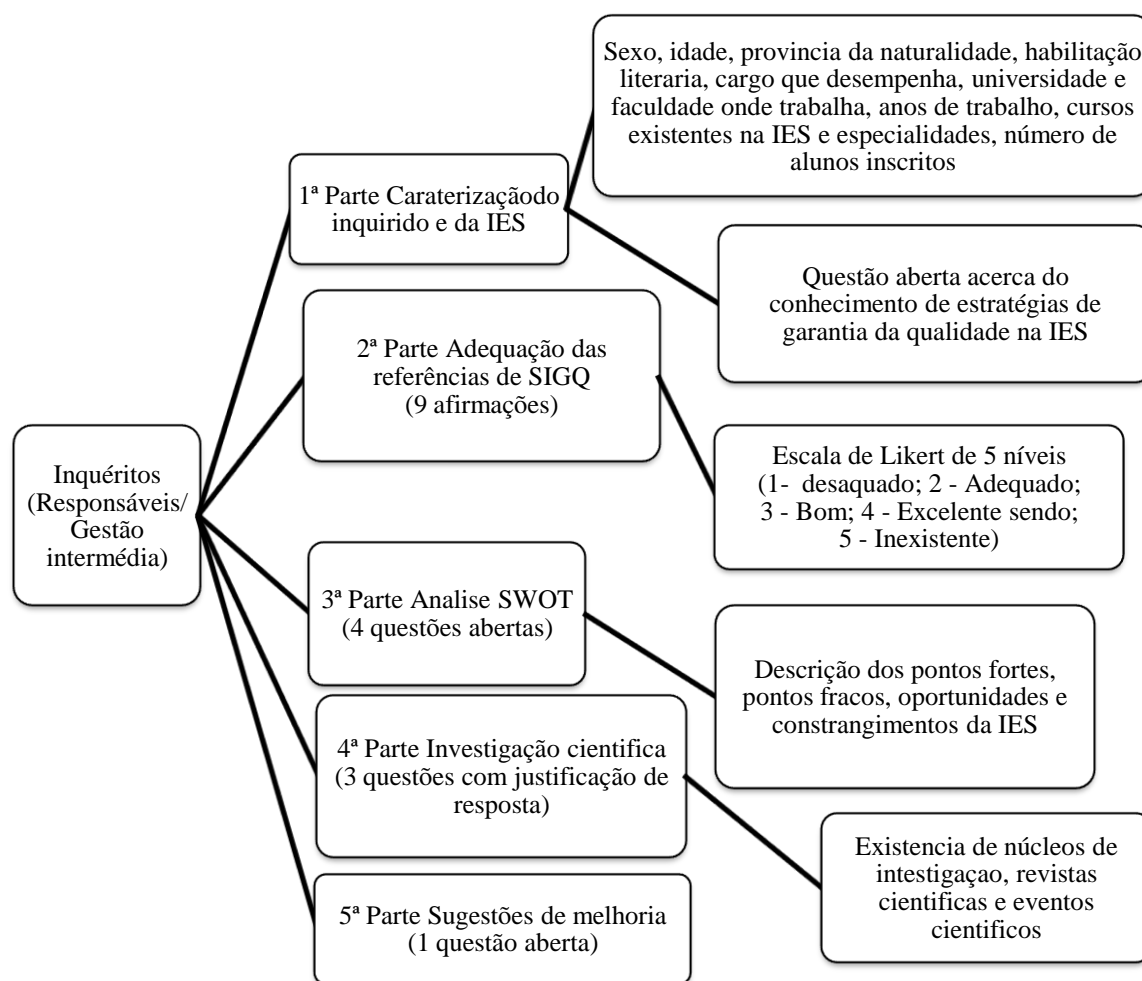 Inquéritos
(Responsáveis/
Gestão
intermédia)
1ª Parte Caraterizaçãodo
inquirido e da IES
Sexo, idade, provincia da naturalidade, habilitação
literaria, cargo que desempenha, universidade e
faculdade onde trabalha, anos de trabalho, cursos
existentes na IES e especialidades, número de
alunos inscritos
Questão aberta acerca do
conhecimento de estratégias de
garantia da qualidade na IES
2ª Parte Adequação das
referências de SIGQ
(9 afirmações)
Escala de Likert de 5 níveis
(1- desaquado; 2 - Adequado;
3 - Bom; 4 - Excelente sendo;
5 - Inexistente)
3ª Parte Analise SWOT
(4 questões abertas)
Descrição dos pontos fortes,
pontos fracos, oportunidades e
constrangimentos da IES
4ª Parte Investigação cientifica
(3 questões com justificação de
resposta)
Existencia de núcleos de
intestigaçao, revistas
cientificas e eventos
cientificos
5ª Parte Sugestões de melhoria
(1 questão aberta)